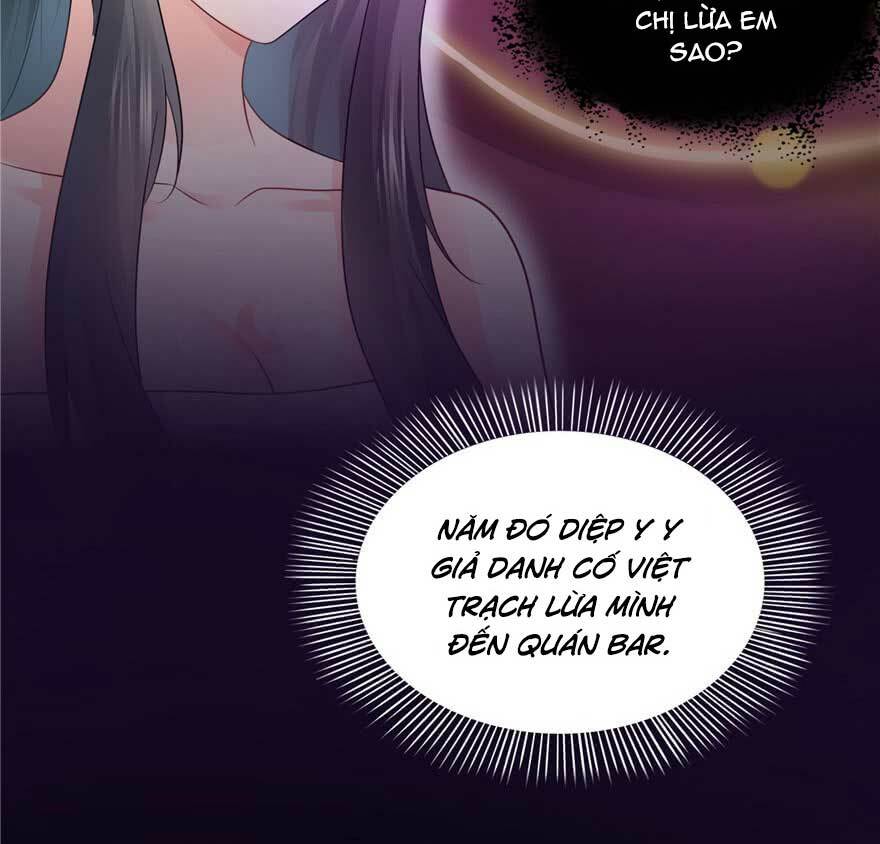 CHỊ LỪA EM
SAO?
NĂM ĐÓ DIỆP Y Y
GIẢ DANH CỐ VIỆT
TRẠCH LỪA MÌNH
ĐẾN QUÁN BAR.